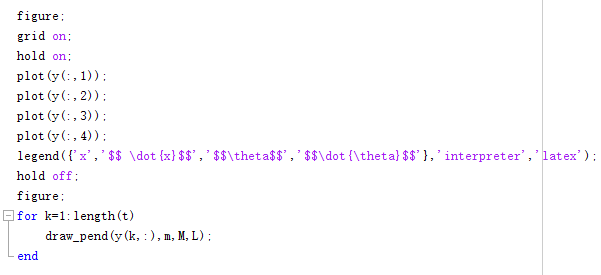 figure;
grid on;
hold on;
plot(y(:,1));
plot(y(:,2));
plot(y(:,3));
plot(y(:,4));
legend({'x','$$ \dot{x}$$','$$\theta$$','$$\dot{\theta}$$'},'interpreter','latex');
hold off;
figure;
for k=1:length(t)
    draw_pend(y(k,:),m,M,L);
end